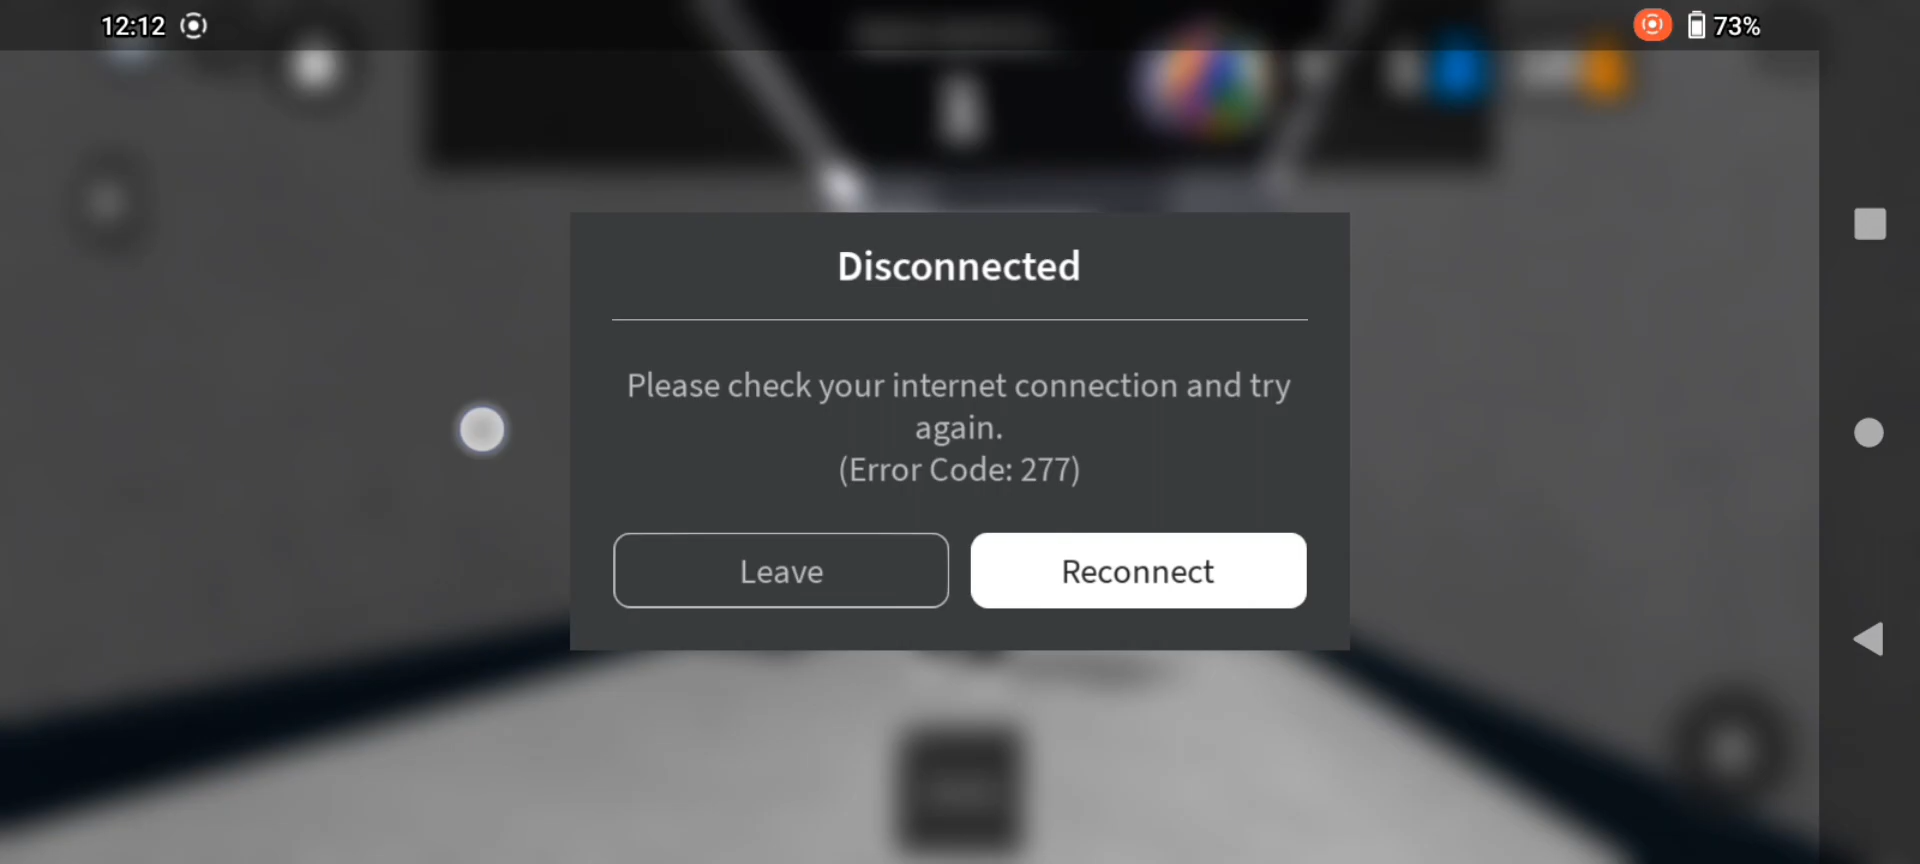 12:12
73%
Disconnected
Please check your internet connection and try
again.
(Error Code: 277)
Leave
Reconnect